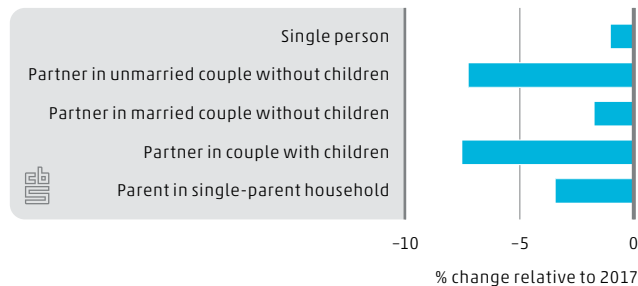 Single person
Partner in unmarried couple without children
Partner in married couple without children
Partner in couple with children
Parent in single-parent household
−10 −5 0
% change relative to 2017